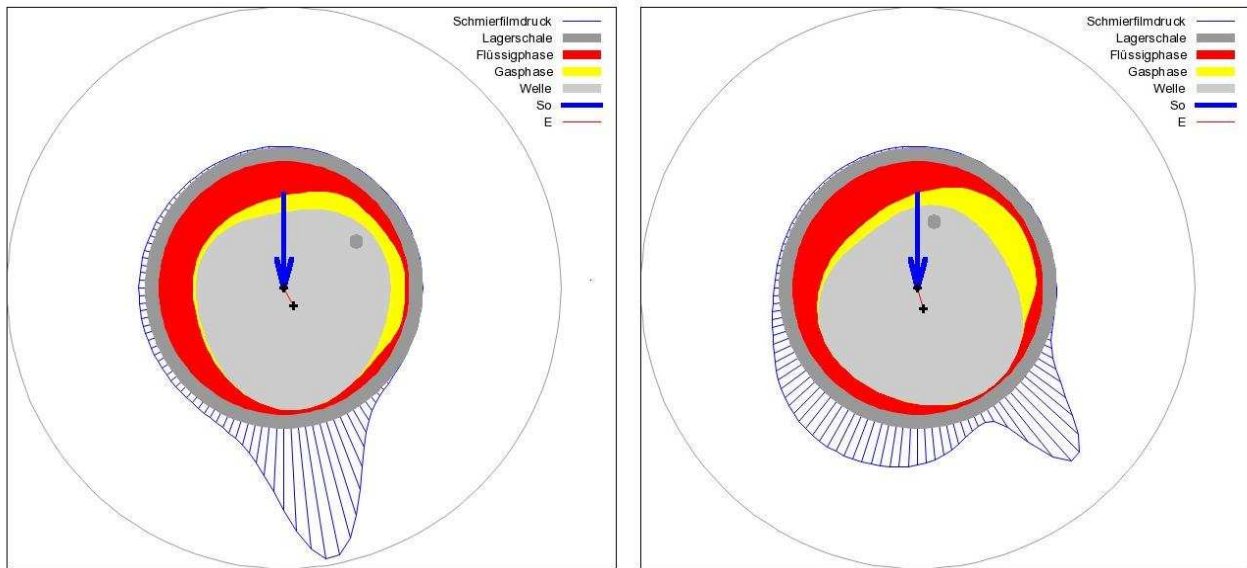 Schmierfilmdruck
Lagerschale
Flüssigphase
Gasphase
Welle
So
E
Schmierfilmdruck
Lagerschale
Flüssigphase
Gasphase
Welle
So
E